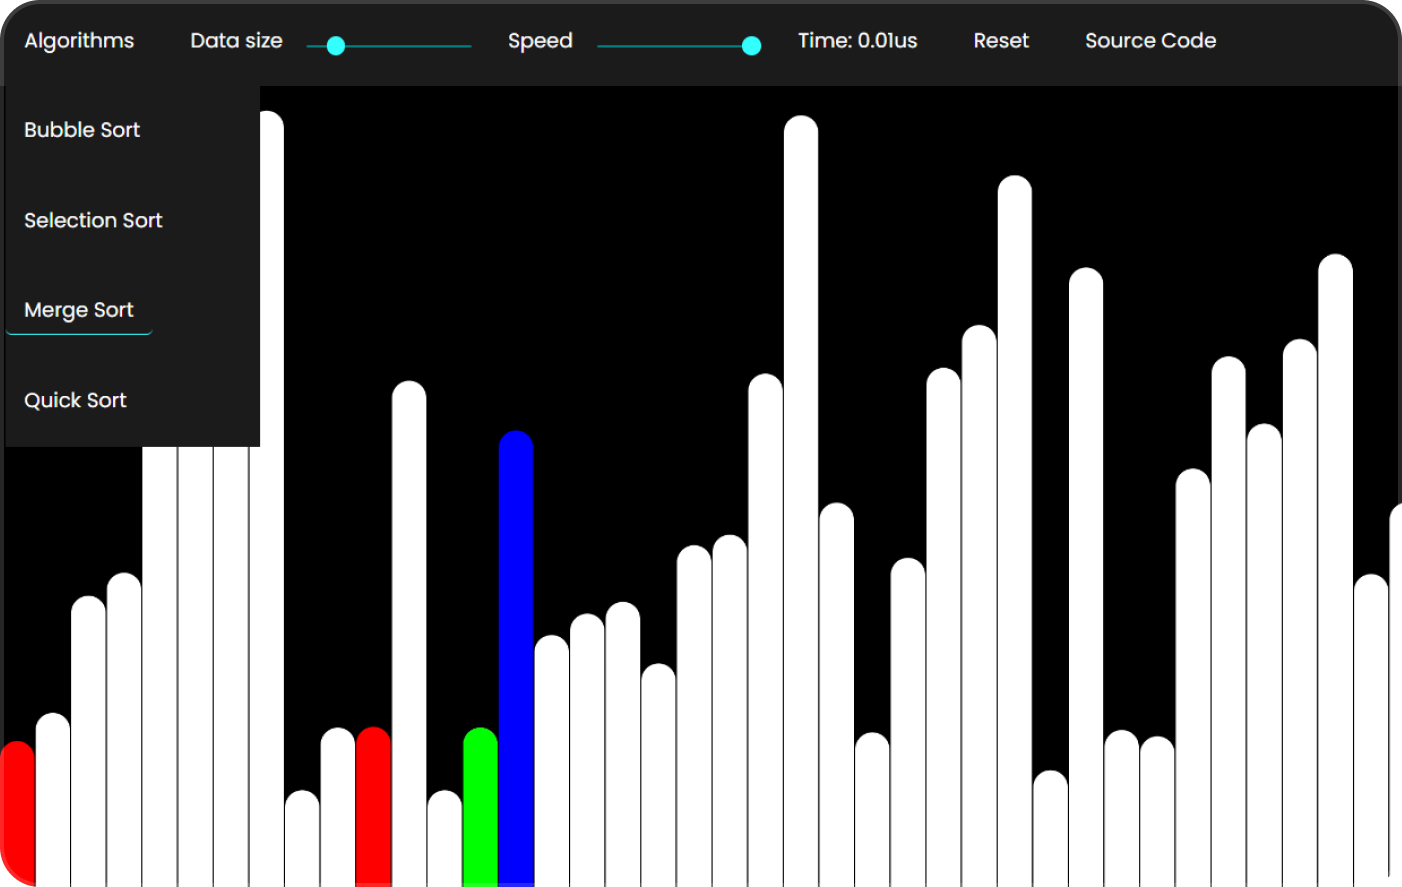 Algorithms Data size Speed Time: 0.01us Reset Source Code
Bubble Sort
Selection Sort
Merge Sort
Quick Sort